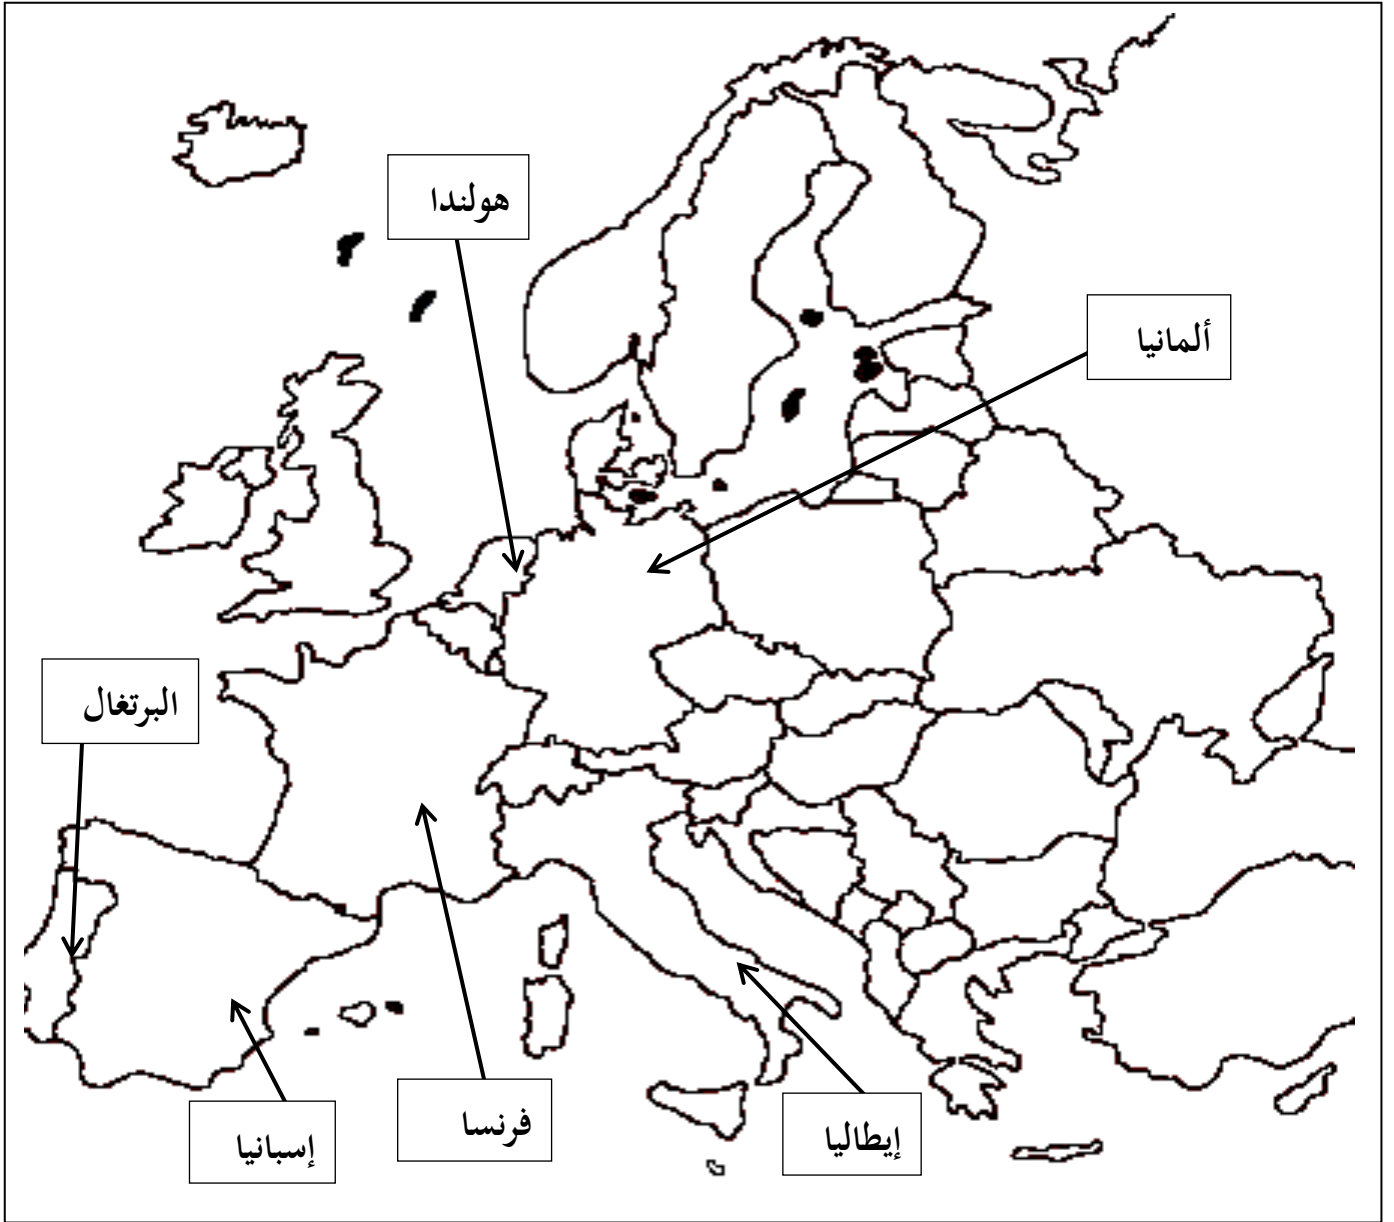 هولندا
ألمانيا
البرتغال
فرنسا
إيطاليا
إسبانيا